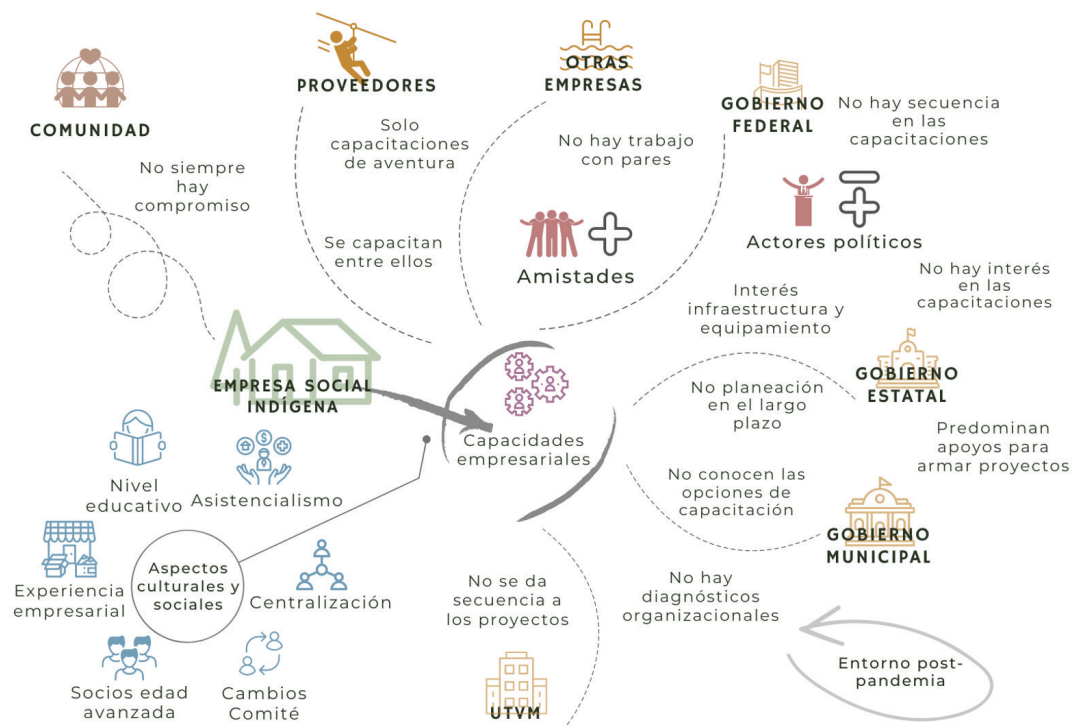 COMUNIDAD
No siempre
hay
compromiso
PROVEEDORES
Solo
capacitaciones
de aventura
Se capacitan
entre ellos
OTRAS
EMPRESAS
No hay trabajo
con pares
Amistades
GOBIERNO
FEDERAL
No hay secuencia
en las
capacitaciones
Actores políticos
No hay interés
en las
capacitaciones
Interés
infraestructura y
equipamiento
GOBIERNO
ESTATAL
No planeación
en el largo
plazo
Predominan
apoyos para
armar proyectos
No conocen las
opciones de
capacitación
GOBIERNO
MUNICIPAL
EMPRESA SOCIAL
INDÍGENA
Capacidades
empresariales
Nivel
educativo
Asistencialismo
Experiencia
empresarial
Aspectos
culturales y
sociales
Centralización
Socios edad
avanzada
Cambios
Comité
No se da
secuencia a
los proyectos
UTVM
No hay
diagnósticos
organizacionales
Entorno post-
pandemia